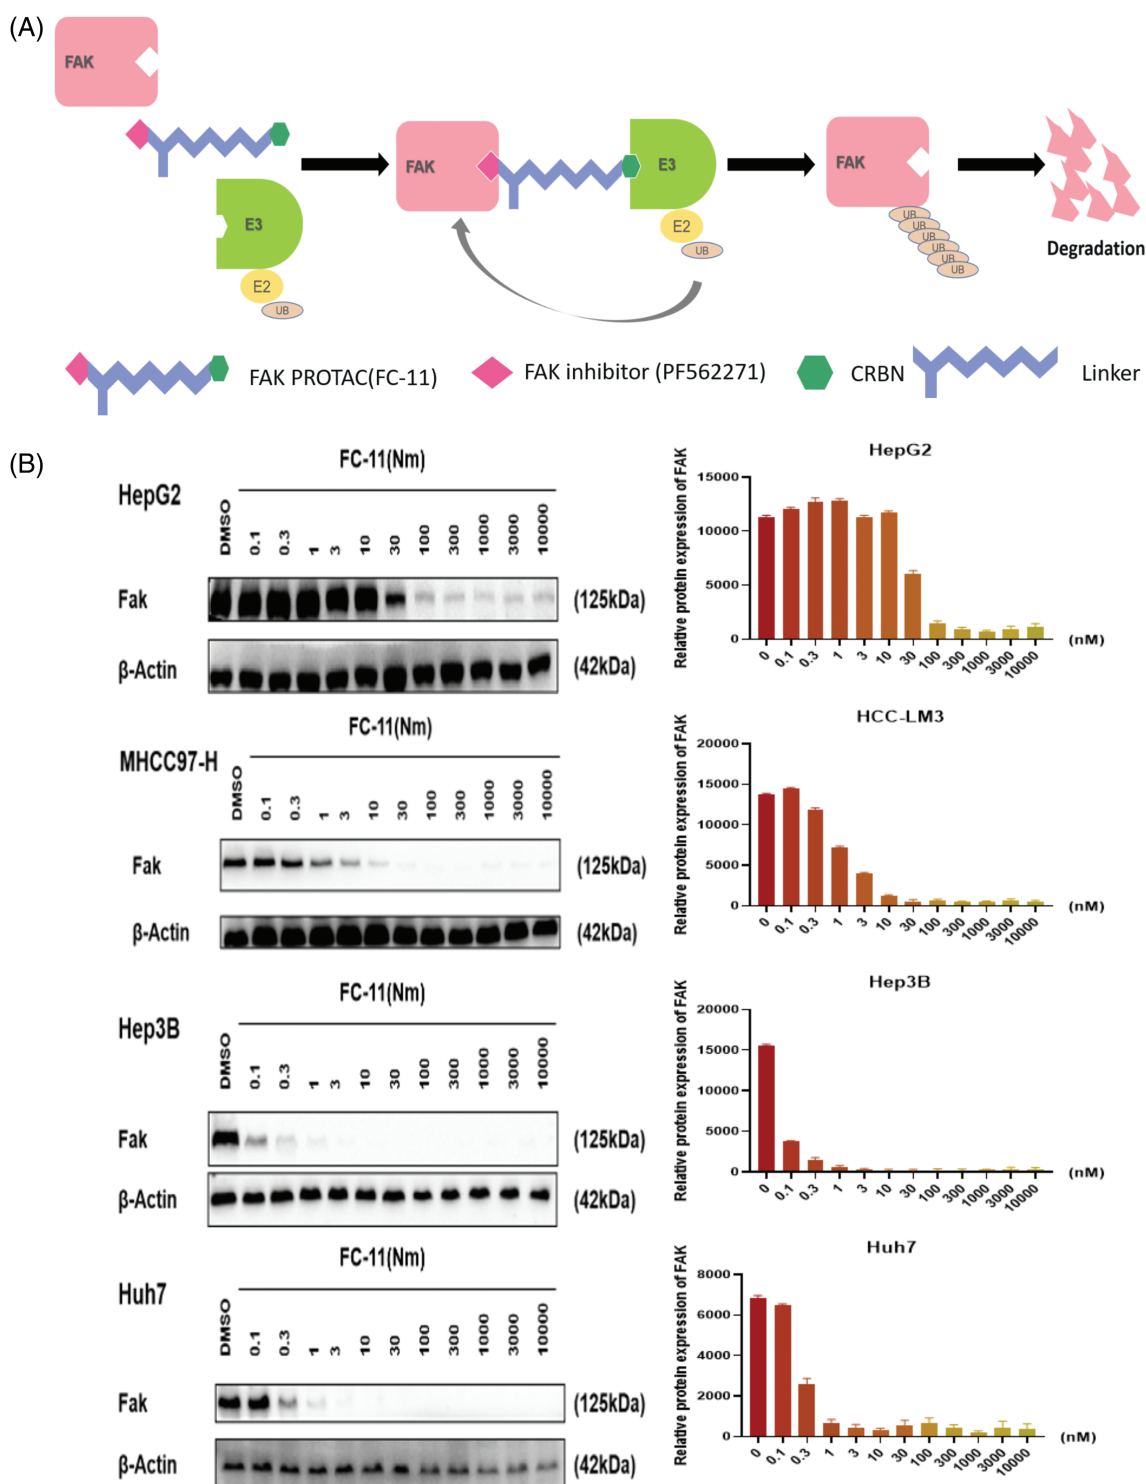 (A)
FAK
E3
E2
UB
FAK
E3
E2
UB
FAK
UB
UB
UB
UB
UB
UB
Degradation
FAK PROTAC(FC-11)
FAK inhibitor (PF562271)
CRBN
Linker
(B)
HepG2
FC-11(Nm)
DMSO 0.1 0.3 1 3 10 30 100 300 1000 3000 10000
Fak (125kDa)
β-Actin (42kDa)
HepG2
Relative protein expression of FAK
15000
10000
5000
0
0 0.1 0.3 1 3 10 30 100 300 1000 3000 10000 (nM)
MHCC97-H
FC-11(Nm)
DMSO 0.1 0.3 1 3 10 30 100 300 1000 3000 10000
Fak (125kDa)
β-Actin (42kDa)
HCC-LM3
Relative protein expression of FAK
20000
15000
10000
5000
0
0 0.1 0.3 1 3 10 30 100 300 1000 3000 10000 (nM)
Hep3B
FC-11(Nm)
DMSO 0.1 0.3 1 3 10 30 100 300 1000 3000 10000
Fak (125kDa)
β-Actin (42kDa)
Hep3B
Relative protein expression of FAK
20000
15000
10000
5000
0
0 0.1 0.3 1 3 10 30 100 300 1000 3000 10000 (nM)
Huh7
FC-11(Nm)
DMSO 0.1 0.3 1 3 10 30 100 300 1000 3000 10000
Fak (125kDa)
β-Actin (42kDa)
Huh7
Relative protein expression of FAK
8000
6000
4000
2000
0
0 0.1 0.3 1 3 10 30 100 300 1000 3000 10000 (nM)